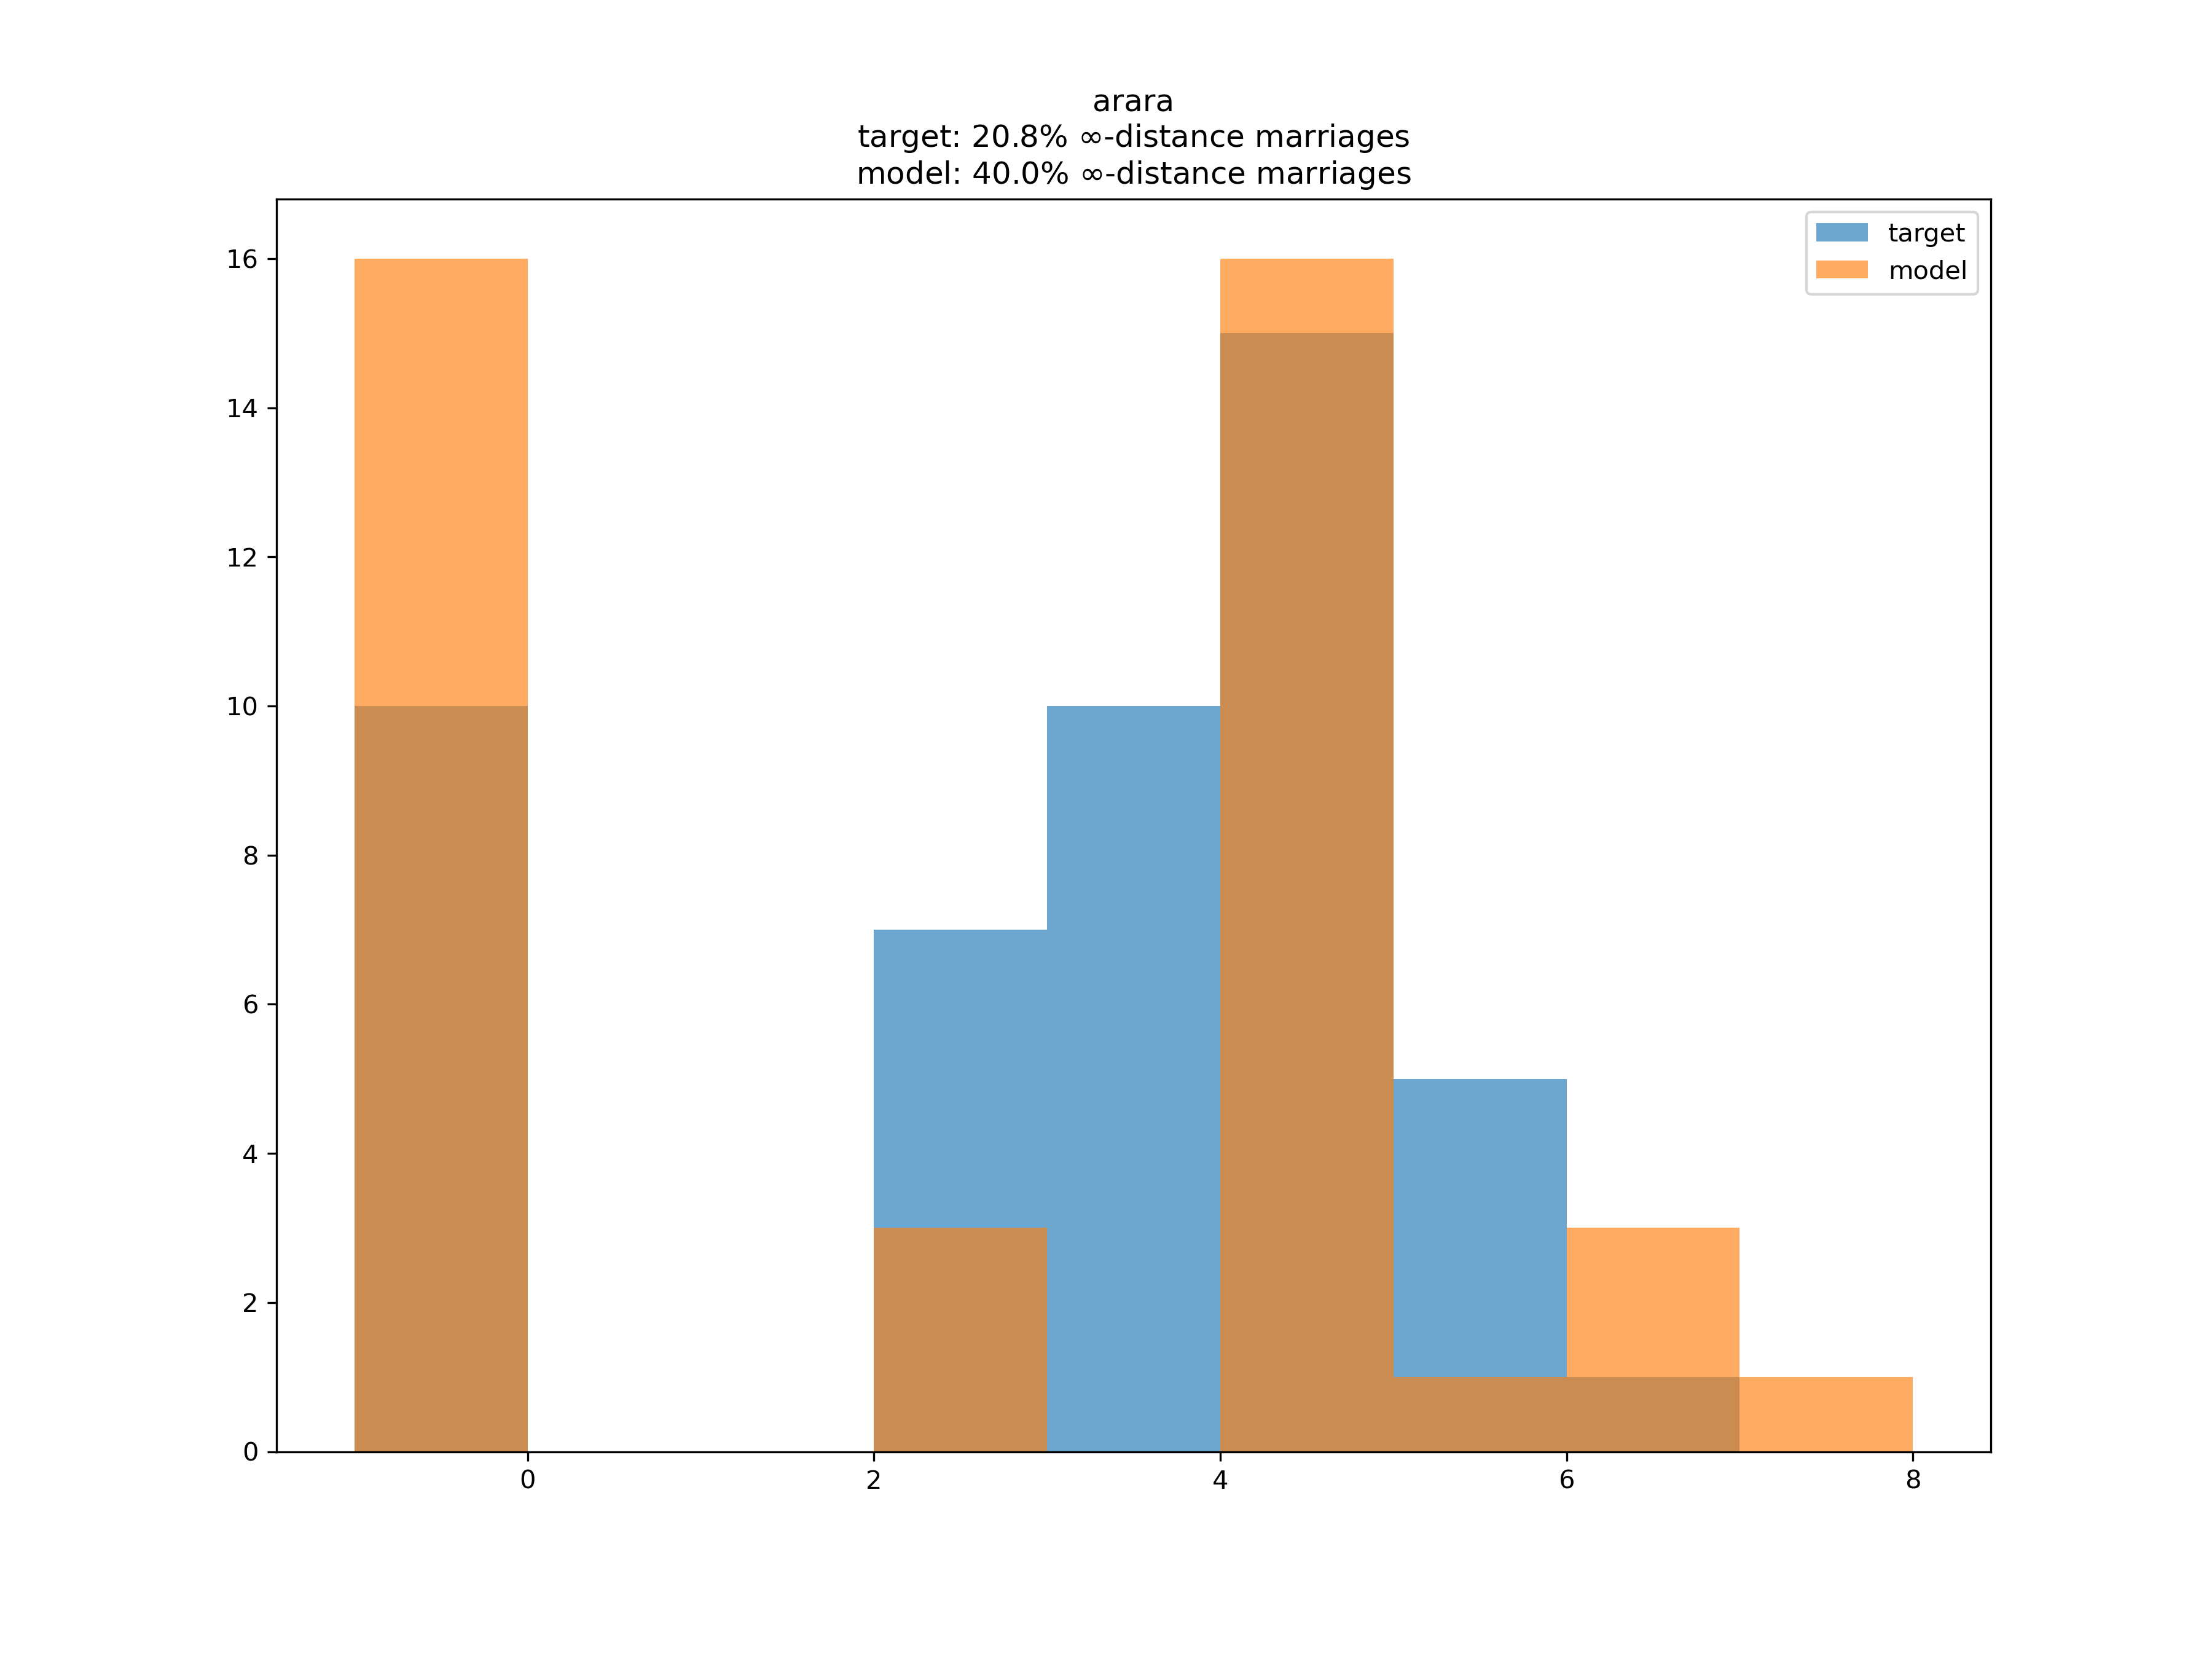 arara
target: 20.8% ∞-distance marriages
model: 40.0% ∞-distance marriages
target
model
16
14
12
10
8
6
4
2
0
0 2 4 6 8